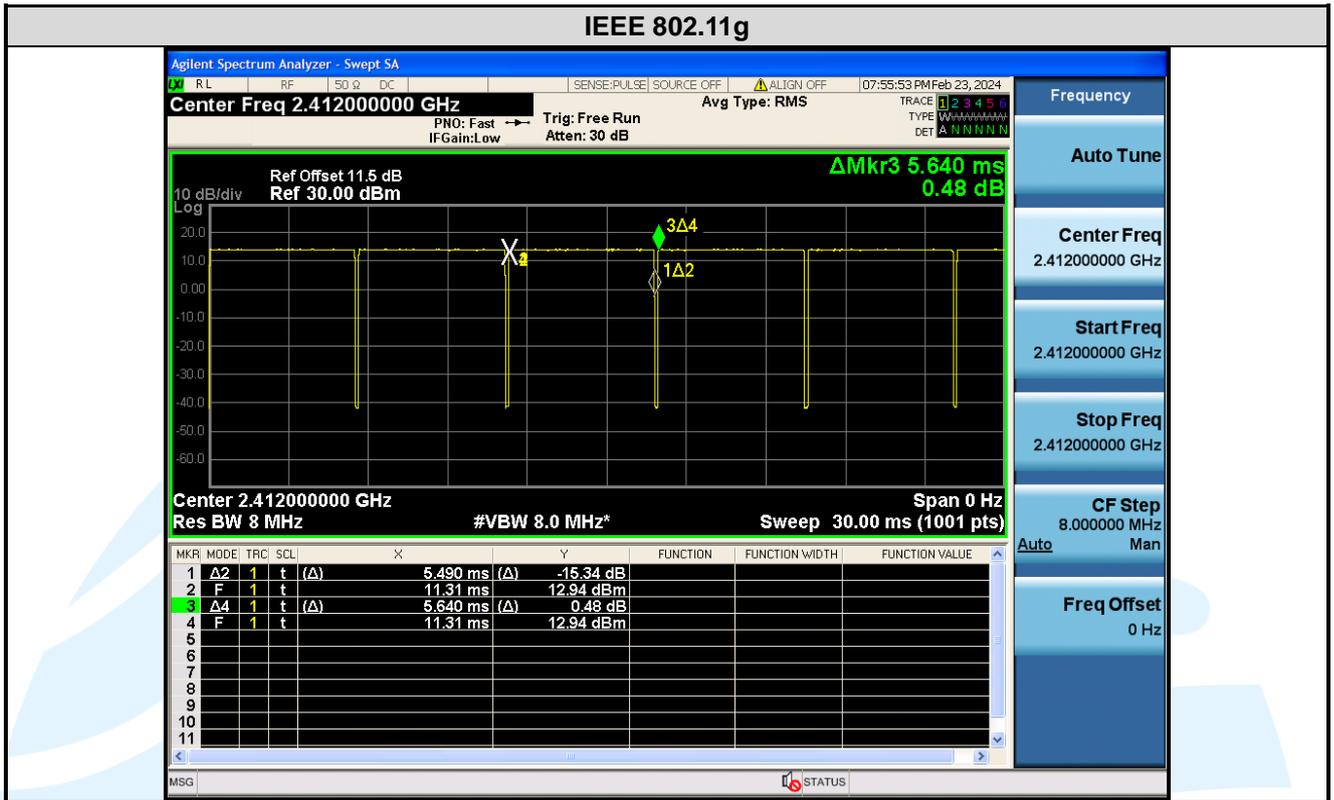 IEEE 802.11g
Agilent Spectrum Analyzer - Swept SA
LXI RL RF 50 Ω DC SENSE:PULSE SOURCE OFF ALIGN OFF 07:55:53 PM Feb 23, 2024
Center Freq 2.412000000 GHz
Avg Type: RMS
TRACE 1 2 3 4 5 6
PNO: Fast
Trig: Free Run
TYPE WWWWWW
IFGain:Low
Atten: 30 dB
DET A N N N N N
ΔMkr3 5.640 ms
0.48 dB
Ref Offset 11.5 dB
10 dB/div Ref 30.00 dBm
Log
20.0
10.0
0.00
-10.0
-20.0
-30.0
-40.0
-50.0
-60.0
3Δ4
1Δ2
Center 2.412000000 GHz Span 0 Hz
Res BW 8 MHz #VBW 8.0 MHz* Sweep 30.00 ms (1001 pts)
MKR MODE TRC SCL X Y FUNCTION FUNCTION WIDTH FUNCTION VALUE
1 Δ2 1 t (Δ) 5.490 ms (Δ) -15.34 dB
2 F 1 t 11.31 ms 12.94 dBm
3 Δ4 1 t (Δ) 5.640 ms (Δ) 0.48 dB
4 F 1 t 11.31 ms 12.94 dBm
5
6
7
8
9
10
11
MSG STATUS
Frequency
Auto Tune
Center Freq
2.412000000 GHz
Start Freq
2.412000000 GHz
Stop Freq
2.412000000 GHz
CF Step
8.000000 MHz
Auto Man
Freq Offset
0 Hz